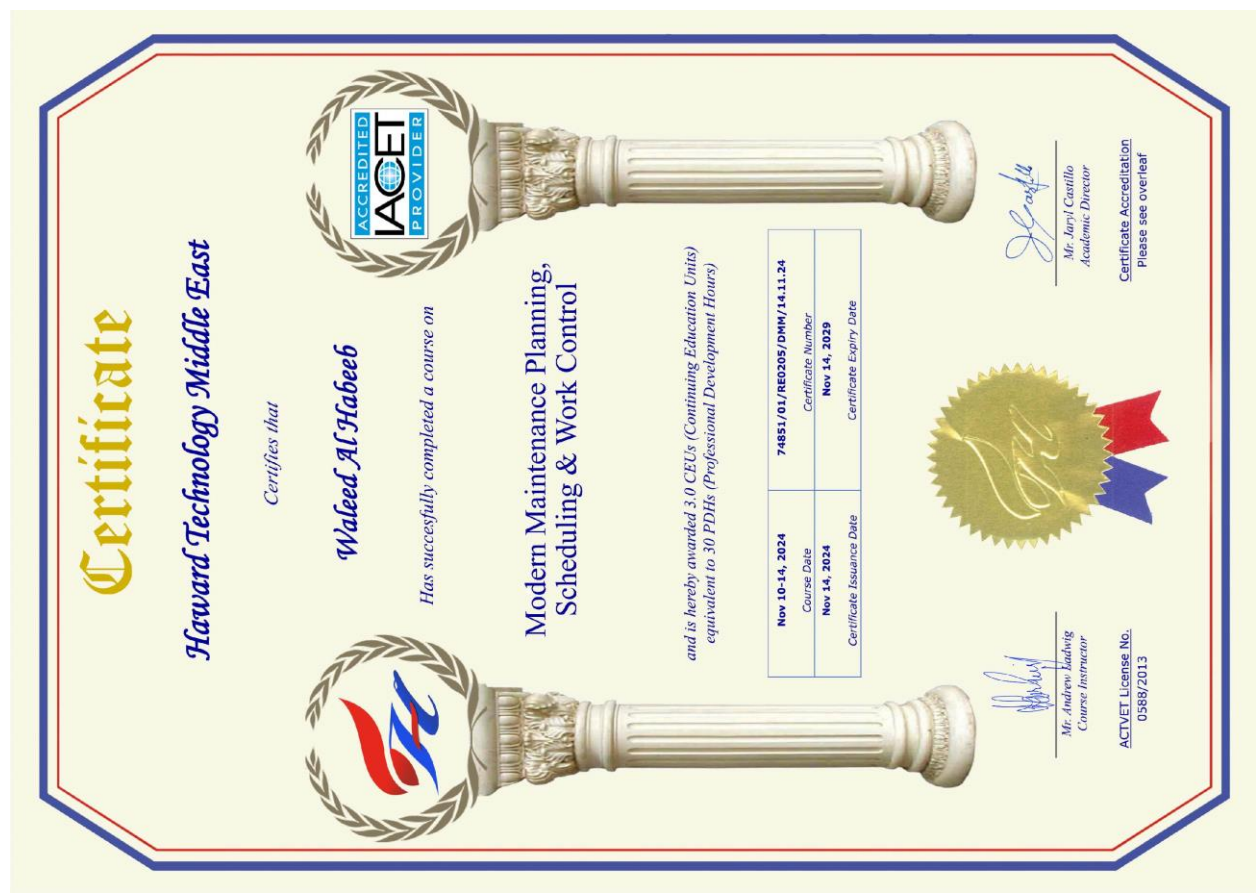 Certificate
Haward Technology Middle East
Certifies that
Waleed Al Habeeb
Has succesfully completed a course on
Modern Maintenance Planning,
Scheduling & Work Control
and is hereby awarded 3.0 CEUs (Continuing Education Units)
equivalent to 30 PDHs (Professional Development Hours)
Nov 10-14, 2024
Course Date
74851/01/RE0205/DMM/14.11.24
Certificate Number
Nov 14, 2024
Certificate Issuance Date
Nov 14, 2029
Certificate Expiry Date
ACCREDITED
IACET
PROVIDER
Mr. Andrew Ladwig
Course Instructor
ACTVET License No.
0588/2013
Mr. Jaryl Castillo
Academic Director
Certificate Accreditation
Please see overleaf